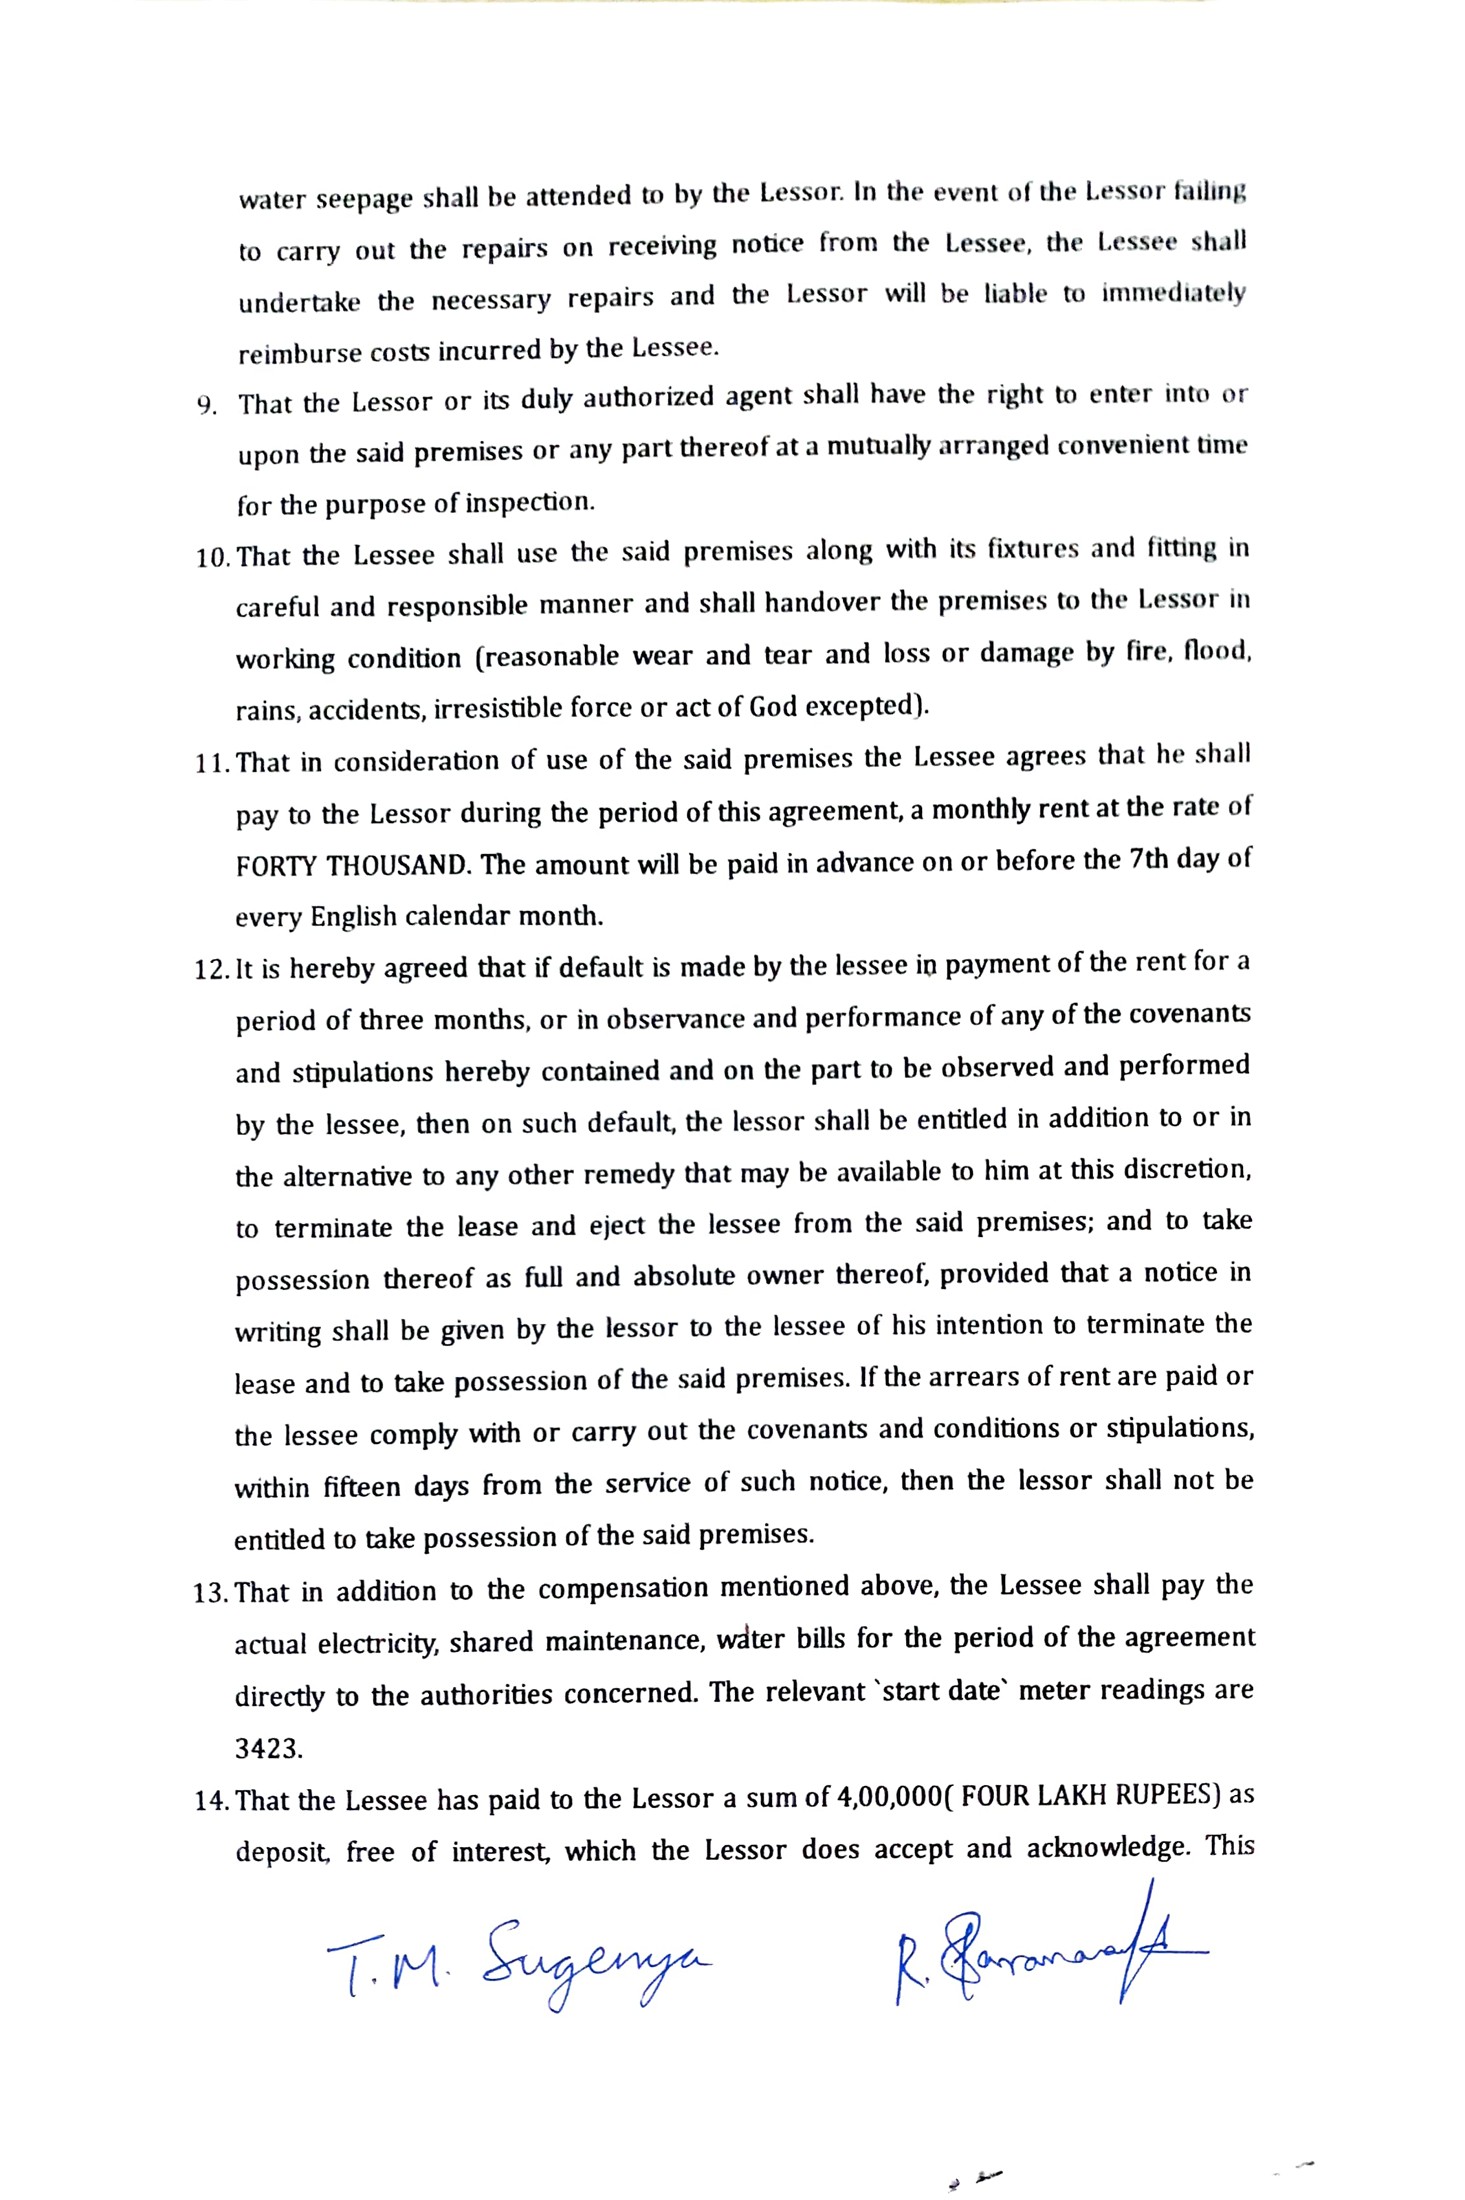 water seepage shall be attended to by the Lessor. In the event of the Lessor failing
to carry out the repairs on receiving notice from the Lessee, the Lessee shall
undertake the necessary repairs and the Lessor will be liable to immediately
reimburse costs incurred by the Lessee.
9. That the Lessor or its duly authorized agent shall have the right to enter into or
upon the said premises or any part thereof at a mutually arranged convenient time
for the purpose of inspection.
10. That the Lessee shall use the said premises along with its fixtures and fitting in
careful and responsible manner and shall handover the premises to the Lessor in
working condition (reasonable wear and tear and loss or damage by fire, flood,
rains, accidents, irresistible force or act of God excepted).
11. That in consideration of use of the said premises the Lessee agrees that he shall
pay to the Lessor during the period of this agreement, a monthly rent at the rate of
FORTY THOUSAND. The amount will be paid in advance on or before the 7th day of
every English calendar month.
12. It is hereby agreed that if default is made by the lessee in payment of the rent for a
period of three months, or in observance and performance of any of the covenants
and stipulations hereby contained and on the part to be observed and performed
by the lessee, then on such default, the lessor shall be entitled in addition to or in
the alternative to any other remedy that may be available to him at this discretion,
to terminate the lease and eject the lessee from the said premises; and to take
possession thereof as full and absolute owner thereof, provided that a notice in
writing shall be given by the lessor to the lessee of his intention to terminate the
lease and to take possession of the said premises. If the arrears of rent are paid or
the lessee comply with or carry out the covenants and conditions or stipulations,
within fifteen days from the service of such notice, then the lessor shall not be
entitled to take possession of the said premises.
13. That in addition to the compensation mentioned above, the Lessee shall pay the
actual electricity, shared maintenance, water bills for the period of the agreement
directly to the authorities concerned. The relevant `start date` meter readings are
3423.
14. That the Lessee has paid to the Lessor a sum of 4,00,000( FOUR LAKH RUPEES) as
deposit, free of interest, which the Lessor does accept and acknowledge. This
T.M. Sugenya R.